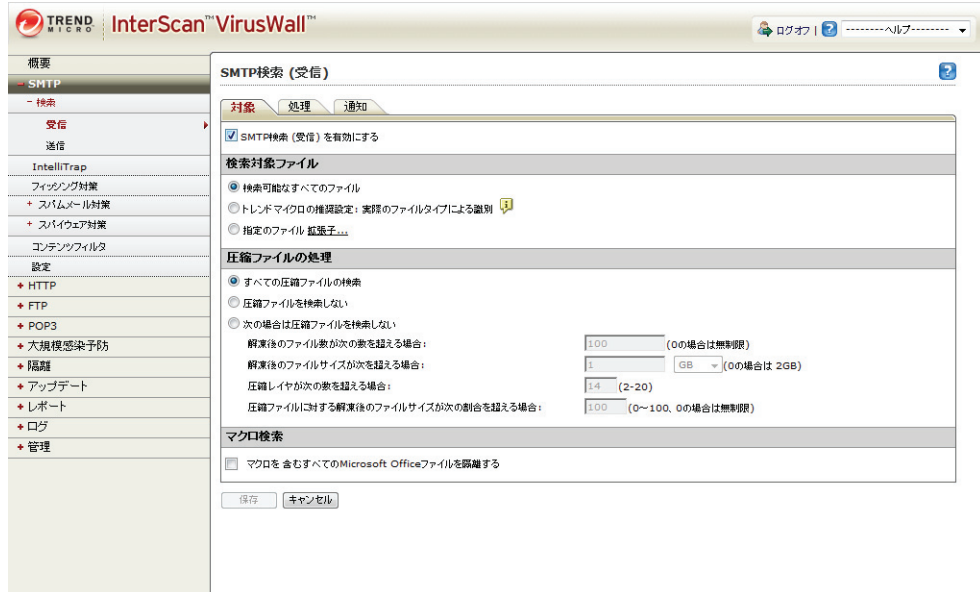 TREND MICRO InterScan™VirusWall™
ログオフ | --------ヘルプ--------
概要
SMTP
- 検索
受信
送信
IntelliTrap
フィッシング対策
+ スパムメール対策
+ スパイウェア対策
コンテンツフィルタ
設定
+ HTTP
+ FTP
+ POP3
+ 大規模感染予防
+ 隔離
+ アップデート
+ レポート
+ ログ
+ 管理
SMTP検索 (受信)
対象 処理 通知
SMTP検索 (受信) を有効にする
検索対象ファイル
検索可能なすべてのファイル
トレンドマイクロの推奨設定: 実際のファイルタイプによる識別
指定のファイル 拡張子...
圧縮ファイルの処理
すべての圧縮ファイルの検索
圧縮ファイルを検索しない
次の場合は圧縮ファイルを検索しない
解凍後のファイル数が次の数を超える場合: 100 (0の場合は無制限)
解凍後のファイルサイズが次を超える場合: 1 GB (0の場合は 2GB)
圧縮レイヤが次の数を超える場合: 14 (2-20)
圧縮ファイルに対する解凍後のファイルサイズが次の割合を超える場合: 100 (0～100、0の場合は無制限)
マクロ検索
マクロを含むすべてのMicrosoft Officeファイルを隔離する
保存 キャンセル